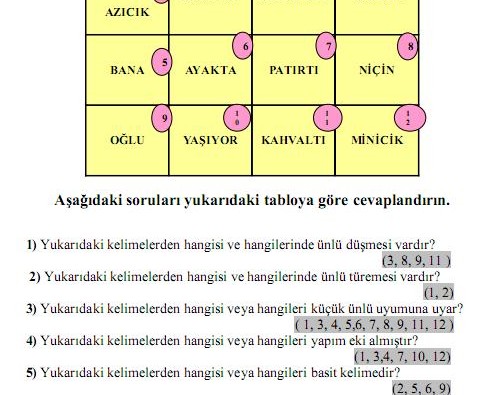 AZICIK
5 6 7 8
BANA AYAKTA PATIRTI NİÇİN
9 10 11 12
OĞLU YAŞIYOR KAHVALTI MİNİCİK
Aşağıdaki soruları yukarıdaki tabloya göre cevaplandırın.
1) Yukarıdaki kelimelerden hangisi ve hangilerinde ünlü düşmesi vardır?
(3, 8, 9, 11 )
2) Yukarıdaki kelimelerden hangisi ve hangilerinde ünlü türemesi vardır?
(1, 2)
3) Yukarıdaki kelimelerden hangisi veya hangileri küçük ünlü uyumuna uyar?
( 1, 3, 4, 5,6, 7, 8, 9, 11, 12 )
4) Yukarıdaki kelimelerden hangisi veya hangileri yapım eki almıştır?
(1, 3,4, 7, 10, 12)
5) Yukarıdaki kelimelerden hangisi veya hangileri basit kelimedir?
(2, 5, 6, 9)